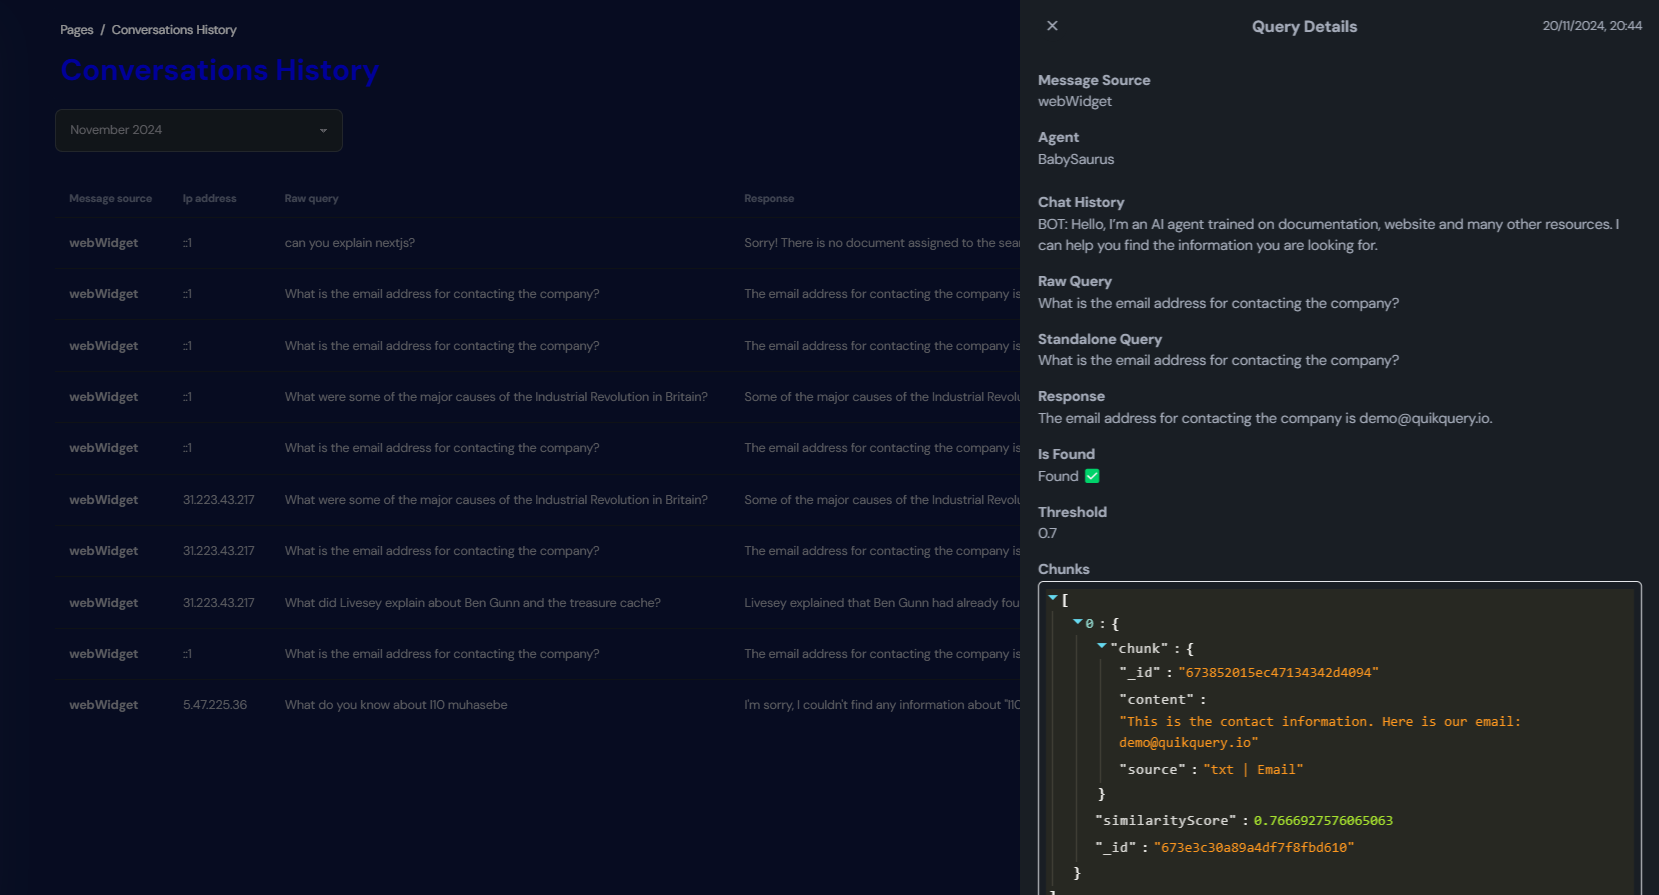 Pages / Conversations History
Conversations History
November 2024
Message source Ip address Raw query Response
webWidget ::1 can you explain nextjs? Sorry! There is no document assigned to the sear
webWidget ::1 What is the email address for contacting the company? The email address for contacting the company is
webWidget ::1 What is the email address for contacting the company? The email address for contacting the company is
webWidget ::1 What were some of the major causes of the Industrial Revolution in Britain? Some of the major causes of the Industrial Revolu
webWidget ::1 What is the email address for contacting the company? The email address for contacting the company is
webWidget 31.223.43.217 What were some of the major causes of the Industrial Revolution in Britain? Some of the major causes of the Industrial Revolu
webWidget 31.223.43.217 What is the email address for contacting the company? The email address for contacting the company is
webWidget 31.223.43.217 What did Livesey explain about Ben Gunn and the treasure cache? Livesey explained that Ben Gunn had already fou
webWidget ::1 What is the email address for contacting the company? The email address for contacting the company is
webWidget 5.47.225.36 What do you know about l10 muhasebe I'm sorry, I couldn't find any information about "l10
Query Details
20/11/2024, 20:44
Message Source
webWidget
Agent
BabySaurus
Chat History
BOT: Hello, I'm an AI agent trained on documentation, website and many other resources. I
can help you find the information you are looking for.
Raw Query
What is the email address for contacting the company?
Standalone Query
What is the email address for contacting the company?
Response
The email address for contacting the company is demo@quikquery.io.
Is Found
Found ✅
Threshold
0.7
Chunks
[
0 : {
"chunk" : {
"_id" : "673852015ec47134342d4094"
"content" :
"This is the contact information. Here is our email:
demo@quikquery.io"
"source" : "txt | Email"
}
"similarityScore" : 0.7666927576065063
"_id" : "673e3c30a89a4df7f8fbd610"
}
]